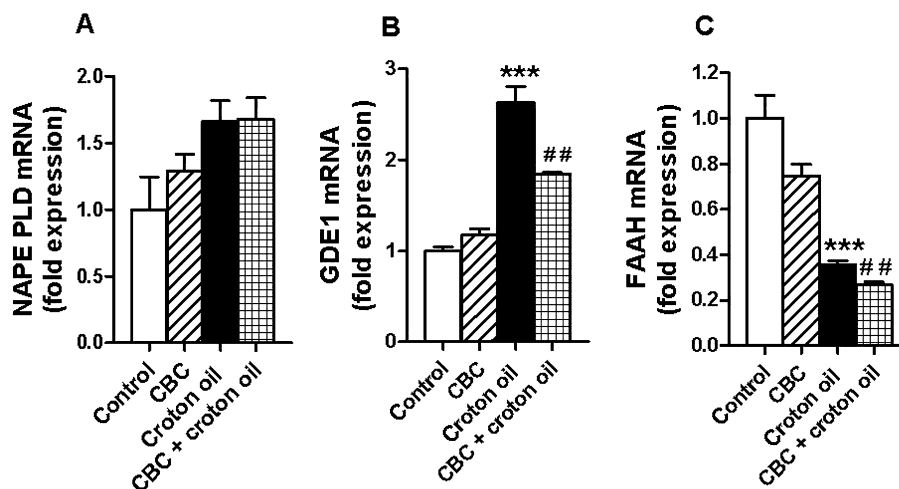 A
NAPE PLD mRNA
(fold expression)
2.0
1.5
1.0
0.5
0.0
Control
CBC
Croton oil
CBC + croton oil
B
GDE1 mRNA
(fold expression)
3
2
1
0
***
##
Control
CBC
Croton oil
CBC + croton oil
C
FAAH mRNA
(fold expression)
1.2
1.0
0.8
0.6
0.4
0.2
0.0
***
##
Control
CBC
Croton oil
CBC + croton oil